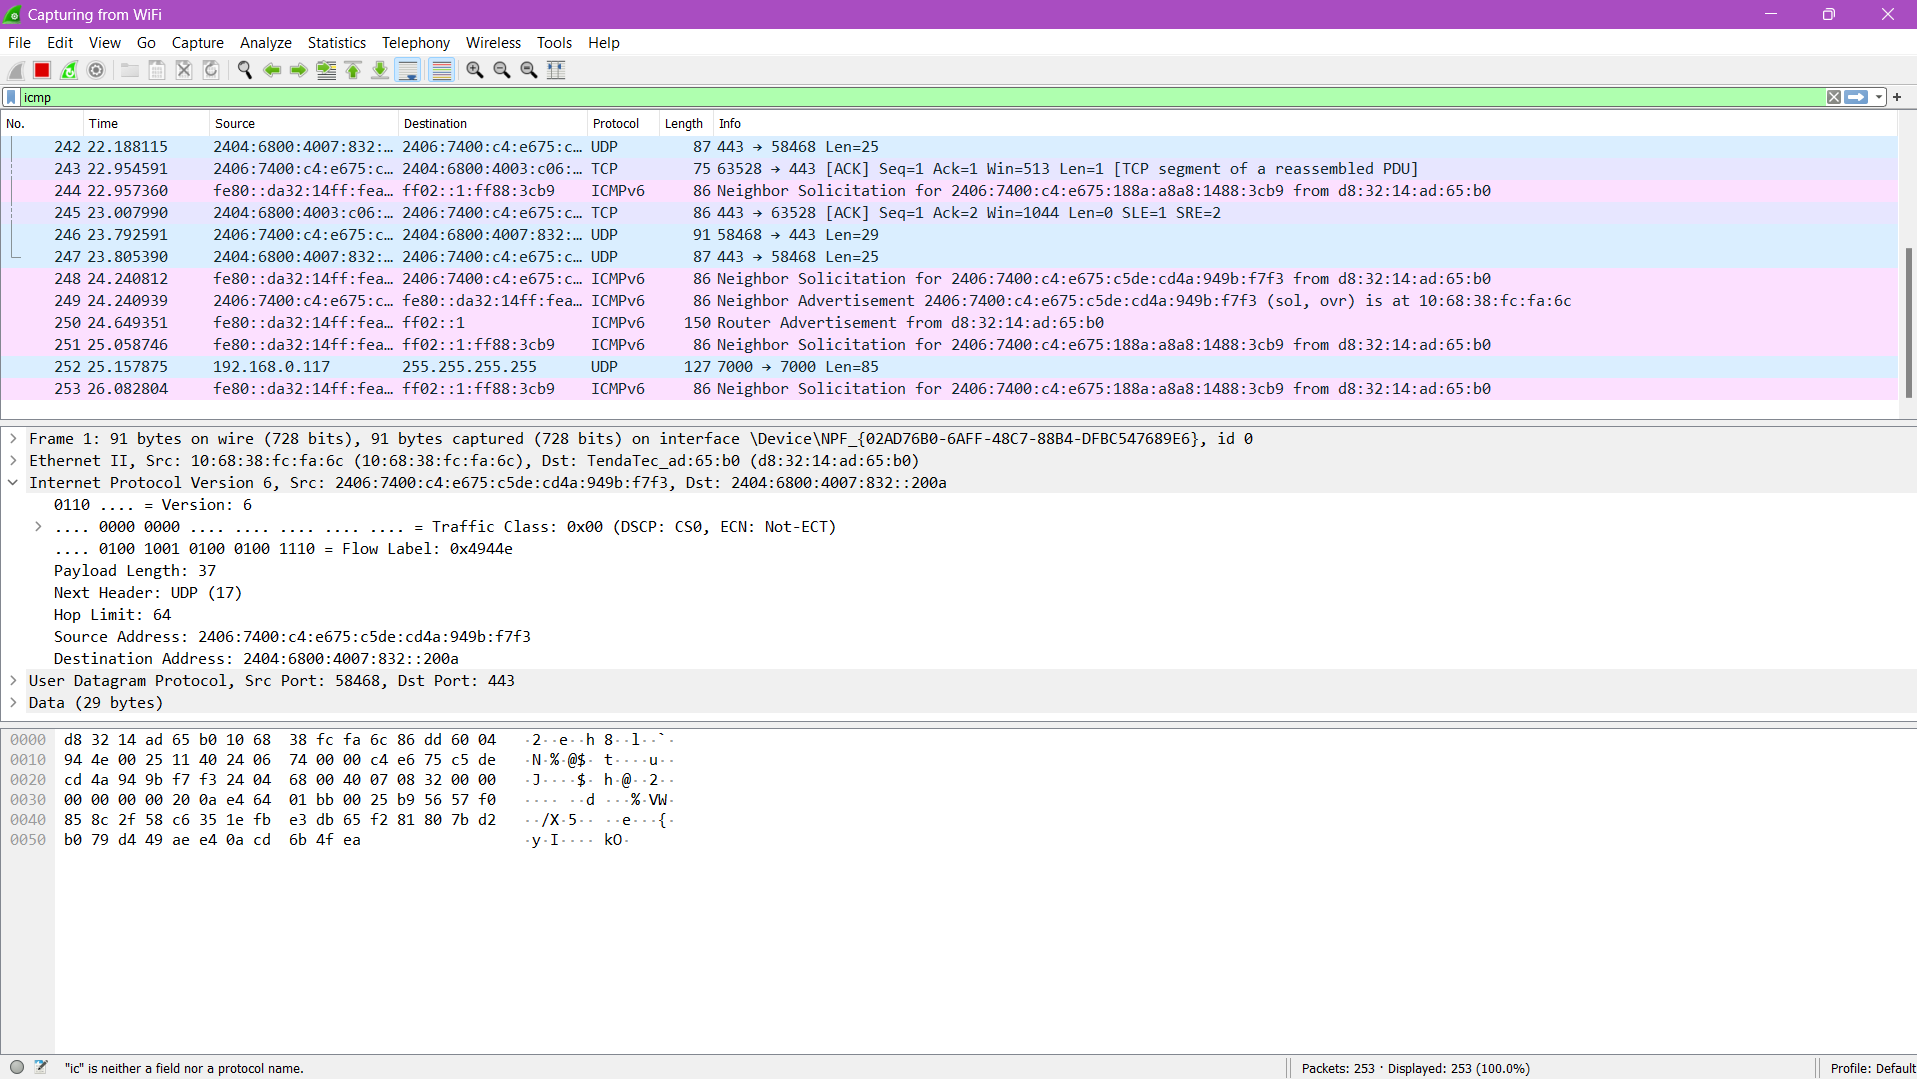 Capturing from WiFi
File Edit View Go Capture Analyze Statistics Telephony Wireless Tools Help
icmp
No. Time Source Destination Protocol Length Info
242 22.188115 2404:6800:4007:832:… 2406:7400:c4:e675:c… UDP 87 443 → 58468 Len=25
243 22.954591 2406:7400:c4:e675:c… 2404:6800:4003:c06:… TCP 75 63528 → 443 [ACK] Seq=1 Ack=1 Win=513 Len=1 [TCP segment of a reassembled PDU]
244 22.957360 fe80::da32:14ff:fea… ff02::1:ff88:3cb9 ICMPv6 86 Neighbor Solicitation for 2406:7400:c4:e675:188a:a8a8:1488:3cb9 from d8:32:14:ad:65:b0
245 23.007990 2404:6800:4003:c06:… 2406:7400:c4:e675:c… TCP 86 443 → 63528 [ACK] Seq=1 Ack=2 Win=1044 Len=0 SLE=1 SRE=2
246 23.792591 2406:7400:c4:e675:c… 2404:6800:4007:832:… UDP 91 58468 → 443 Len=29
247 23.805390 2404:6800:4007:832:… 2406:7400:c4:e675:c… UDP 87 443 → 58468 Len=25
248 24.240812 fe80::da32:14ff:fea… 2406:7400:c4:e675:c… ICMPv6 86 Neighbor Solicitation for 2406:7400:c4:e675:c5de:cd4a:949b:f7f3 from d8:32:14:ad:65:b0
249 24.240939 2406:7400:c4:e675:c… fe80::da32:14ff:fea… ICMPv6 86 Neighbor Advertisement 2406:7400:c4:e675:c5de:cd4a:949b:f7f3 (sol, ovr) is at 10:68:38:fc:fa:6c
250 24.649351 fe80::da32:14ff:fea… ff02::1 ICMPv6 150 Router Advertisement from d8:32:14:ad:65:b0
251 25.058746 fe80::da32:14ff:fea… ff02::1:ff88:3cb9 ICMPv6 86 Neighbor Solicitation for 2406:7400:c4:e675:188a:a8a8:1488:3cb9 from d8:32:14:ad:65:b0
252 25.157875 192.168.0.117 255.255.255.255 UDP 127 7000 → 7000 Len=85
253 26.082804 fe80::da32:14ff:fea… ff02::1:ff88:3cb9 ICMPv6 86 Neighbor Solicitation for 2406:7400:c4:e675:188a:a8a8:1488:3cb9 from d8:32:14:ad:65:b0
Frame 1: 91 bytes on wire (728 bits), 91 bytes captured (728 bits) on interface \Device\NPF_{02AD76B0-6AFF-48C7-88B4-DFBC547689E6}, id 0
Ethernet II, Src: 10:68:38:fc:fa:6c (10:68:38:fc:fa:6c), Dst: TendaTec_ad:65:b0 (d8:32:14:ad:65:b0)
Internet Protocol Version 6, Src: 2406:7400:c4:e675:c5de:cd4a:949b:f7f3, Dst: 2404:6800:4007:832::200a
0110 .... = Version: 6
.... 0000 0000 .... .... .... .... .... = Traffic Class: 0x00 (DSCP: CS0, ECN: Not-ECT)
.... 0100 1001 0100 0100 1110 = Flow Label: 0x4944e
Payload Length: 37
Next Header: UDP (17)
Hop Limit: 64
Source Address: 2406:7400:c4:e675:c5de:cd4a:949b:f7f3
Destination Address: 2404:6800:4007:832::200a
User Datagram Protocol, Src Port: 58468, Dst Port: 443
Data (29 bytes)
0000 d8 32 14 ad 65 b0 10 68 38 fc fa 6c 86 dd 60 04 ·2··e··h 8··l··`·
0010 94 4e 00 25 11 40 24 06 74 00 00 c4 e6 75 c5 de ·N·%·@$· t····u··
0020 cd 4a 94 9b f7 f3 24 04 68 00 40 07 08 32 00 00 ·J····$· h·@··2··
0030 00 00 00 00 20 0a e4 64 01 bb 00 25 b9 56 57 f0 ···· ··d ···%·VW·
0040 85 8c 2f 58 c6 35 1e fb e3 db 65 f2 81 80 7b d2 ··/X·5·· ··e···{·
0050 b0 79 d4 49 ae e4 0a cd 6b 4f ea ·y·I···· kO·
"ic" is neither a field nor a protocol name.
Packets: 253 · Displayed: 253 (100.0%)
Profile: Default